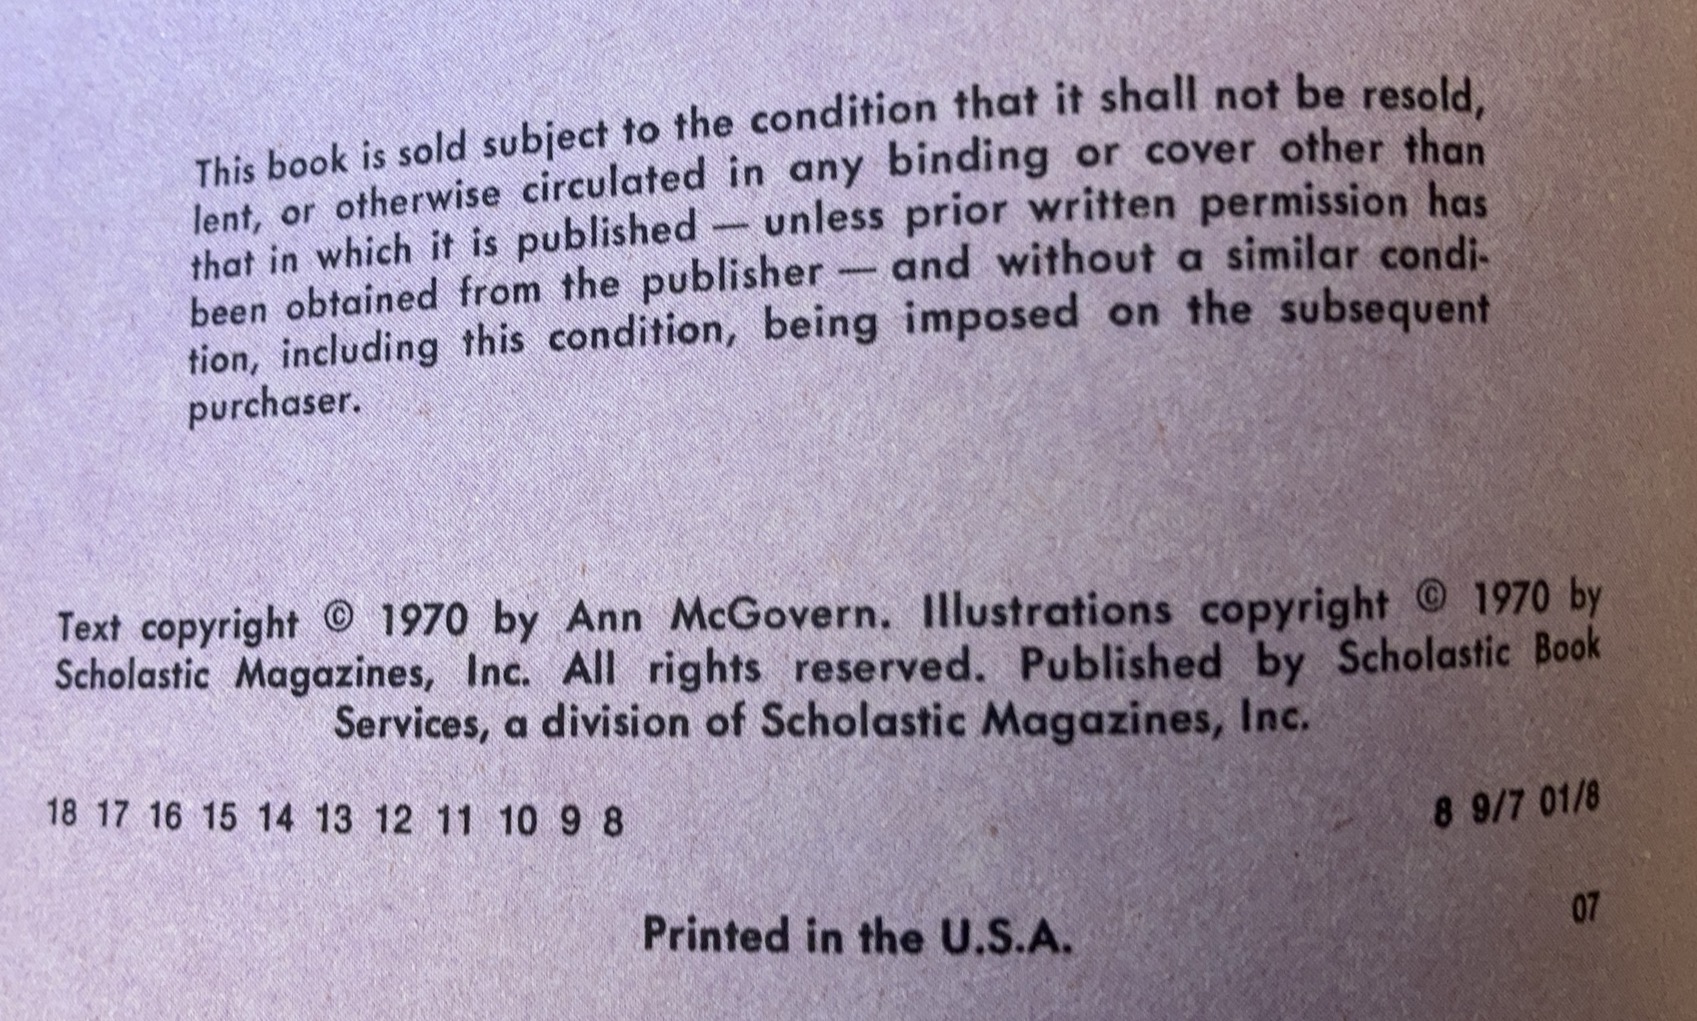 This book is sold subject to the condition that it shall not be resold,
lent, or otherwise circulated in any binding or cover other than
that in which it is published — unless prior written permission has
been obtained from the publisher — and without a similar condi-
tion, including this condition, being imposed on the subsequent
purchaser.
Text copyright © 1970 by Ann McGovern. Illustrations copyright © 1970 by
Scholastic Magazines, Inc. All rights reserved. Published by Scholastic Book
Services, a division of Scholastic Magazines, Inc.
18 17 16 15 14 13 12 11 10 9 8 8 9/7 01/8
07
Printed in the U.S.A.